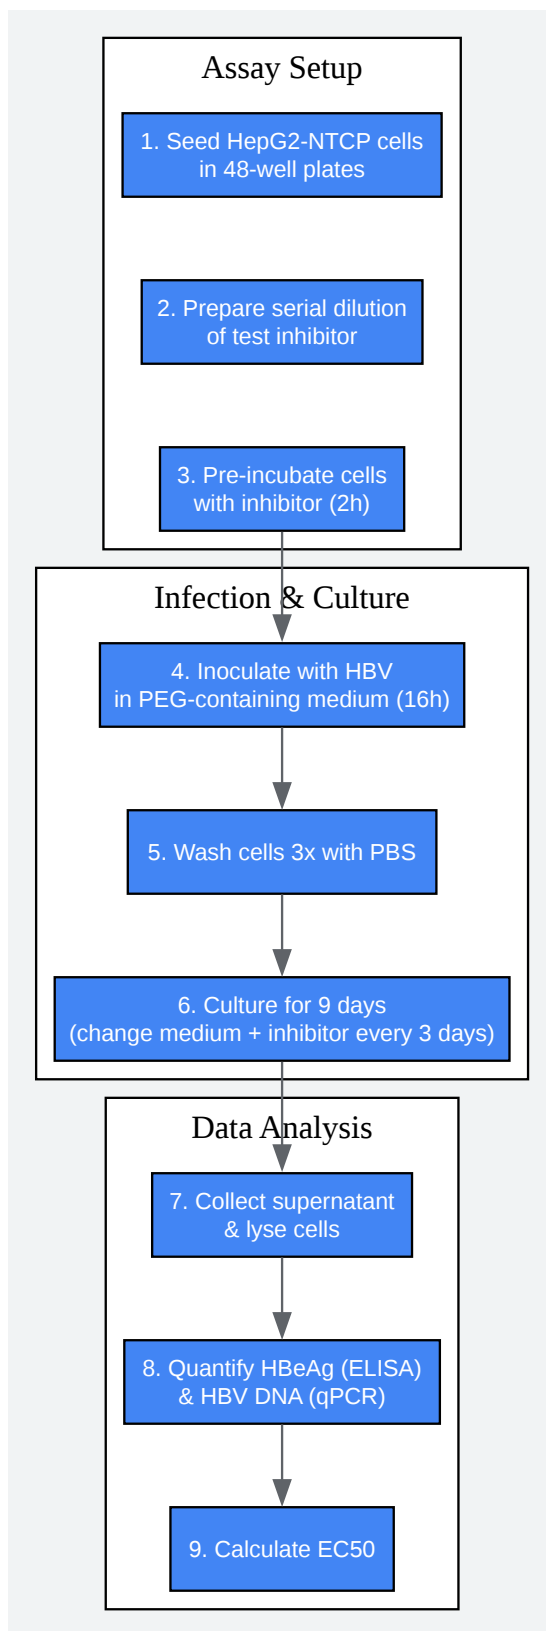 Assay Setup
1. Seed HepG2-NTCP cells
in 48-well plates
2. Prepare serial dilution
of test inhibitor
3. Pre-incubate cells
with inhibitor (2h)
Infection & Culture
4. Inoculate with HBV
in PEG-containing medium (16h)
5. Wash cells 3x with PBS
6. Culture for 9 days
(change medium + inhibitor every 3 days)
Data Analysis
7. Collect supernatant
& lyse cells
8. Quantify HBeAg (ELISA)
& HBV DNA (qPCR)
9. Calculate EC50